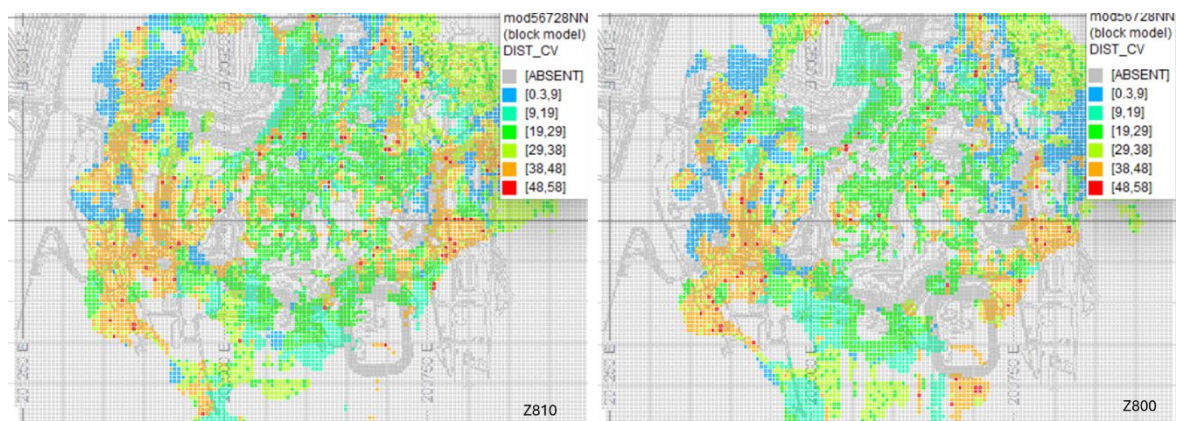 mod56728NN
(block model)
DIST_CV
[ABSENT]
[0.3,9]
[9,19]
[19,29]
[29,38]
[38,48]
[48,58]
Z810
mod56728NN
(block model)
DIST_CV
[ABSENT]
[0.3,9]
[9,19]
[19,29]
[29,38]
[38,48]
[48,58]
Z800